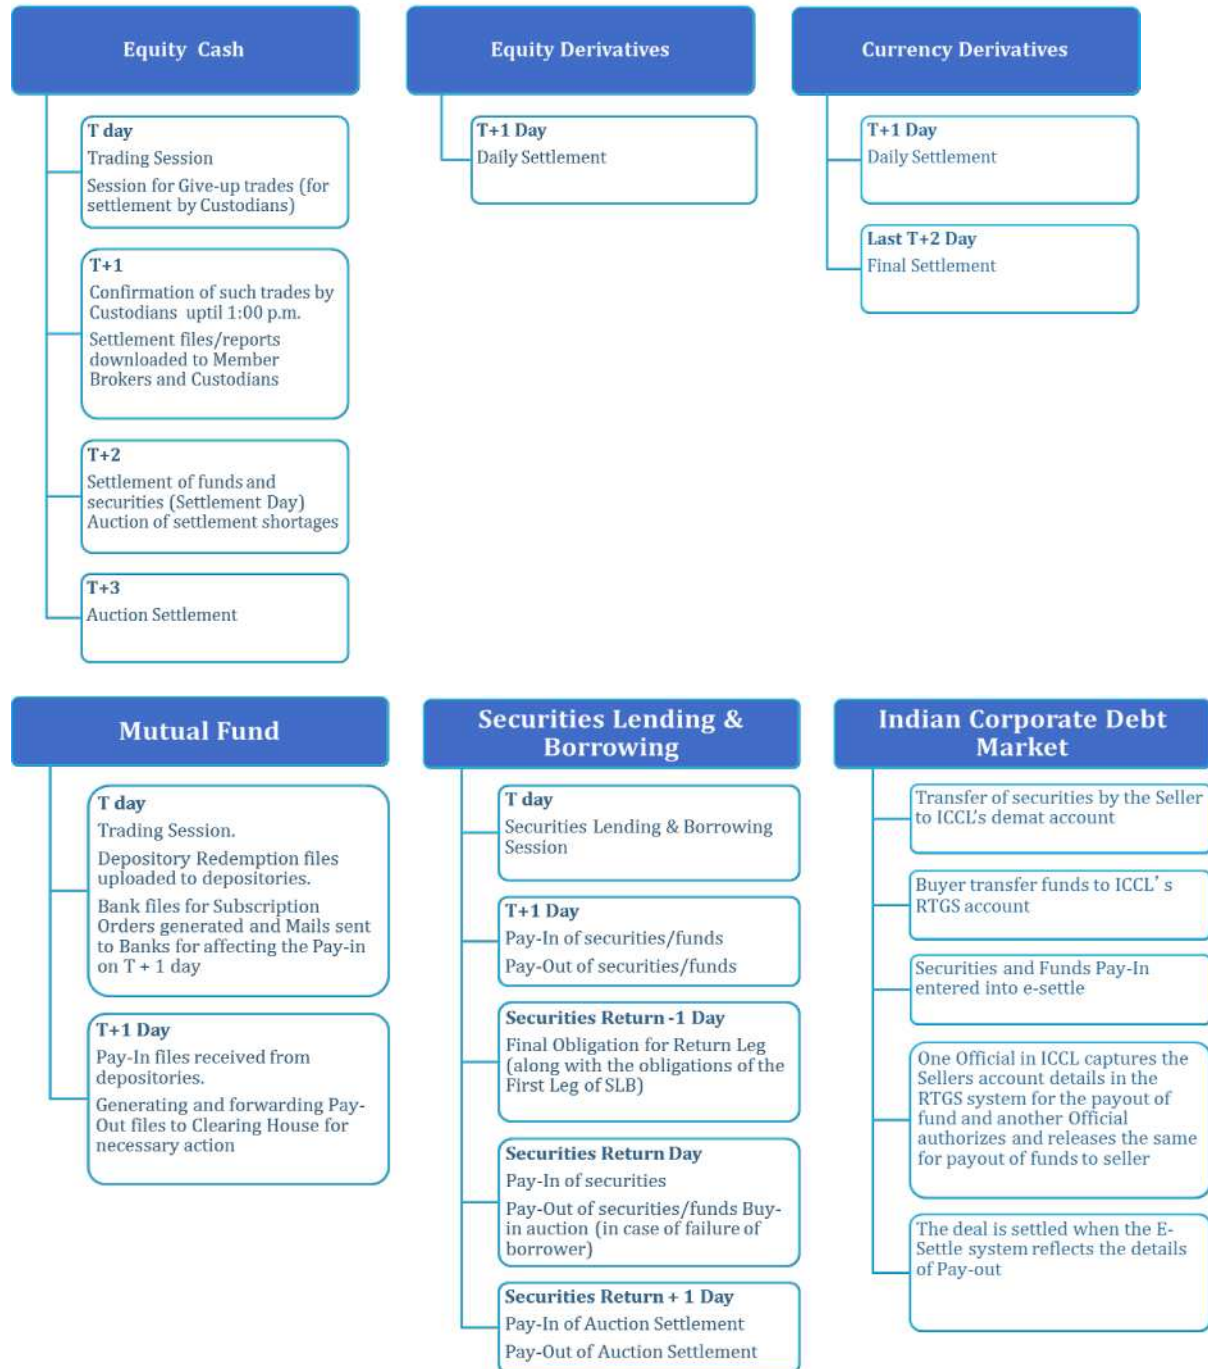 Equity Cash
T day
Trading Session
Session for Give-up trades (for
settlement by Custodians)
T+1
Confirmation of such trades by
Custodians uptil 1:00 p.m.
Settlement files/reports
downloaded to Member
Brokers and Custodians
T+2
Settlement of funds and
securities (Settlement Day)
Auction of settlement shortages
T+3
Auction Settlement
Equity Derivatives
T+1 Day
Daily Settlement
Currency Derivatives
T+1 Day
Daily Settlement
Last T+2 Day
Final Settlement
Mutual Fund
T day
Trading Session.
Depository Redemption files
uploaded to depositories.
Bank files for Subscription
Orders generated and Mails sent
to Banks for affecting the Pay-in
on T + 1 day
T+1 Day
Pay-In files received from
depositories.
Generating and forwarding Pay-
Out files to Clearing House for
necessary action
Securities Lending &
Borrowing
T day
Securities Lending & Borrowing
Session
T+1 Day
Pay-In of securities/funds
Pay-Out of securities/funds
Securities Return -1 Day
Final Obligation for Return Leg
(along with the obligations of the
First Leg of SLB)
Securities Return Day
Pay-In of securities
Pay-Out of securities/funds Buy-
in auction (in case of failure of
borrower)
Securities Return + 1 Day
Pay-In of Auction Settlement
Pay-Out of Auction Settlement
Indian Corporate Debt
Market
Transfer of securities by the Seller
to ICCL's demat account
Buyer transfer funds to ICCL' s
RTGS account
Securities and Funds Pay-In
entered into e-settle
One Official in ICCL captures the
Sellers account details in the
RTGS system for the payout of
fund and another Official
authorizes and releases the same
for payout of funds to seller
The deal is settled when the E-
Settle system reflects the details
of Pay-out